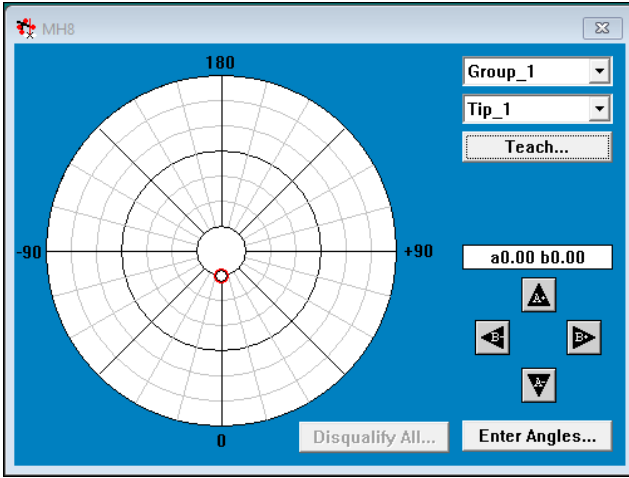 MH8
180
Group_1
Tip_1
Teach...
-90
+90
a0.00 b0.00
A+
B-
B+
A-
0
Disqualify All...
Enter Angles...